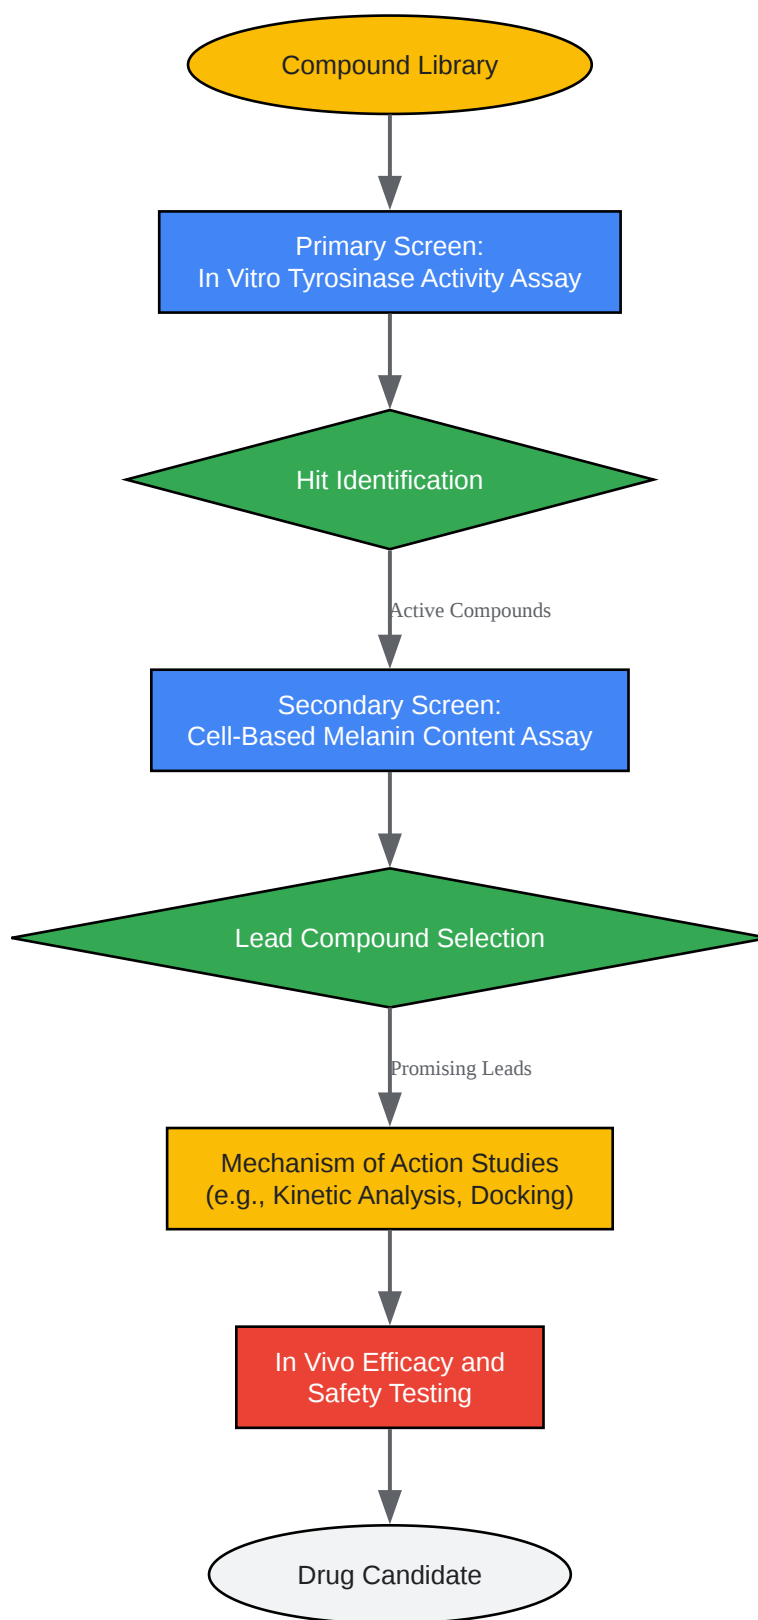 Compound Library
Primary Screen:
In Vitro Tyrosinase Activity Assay
Hit Identification
Active Compounds
Secondary Screen:
Cell-Based Melanin Content Assay
Lead Compound Selection
Promising Leads
Mechanism of Action Studies
(e.g., Kinetic Analysis, Docking)
In Vivo Efficacy and
Safety Testing
Drug Candidate